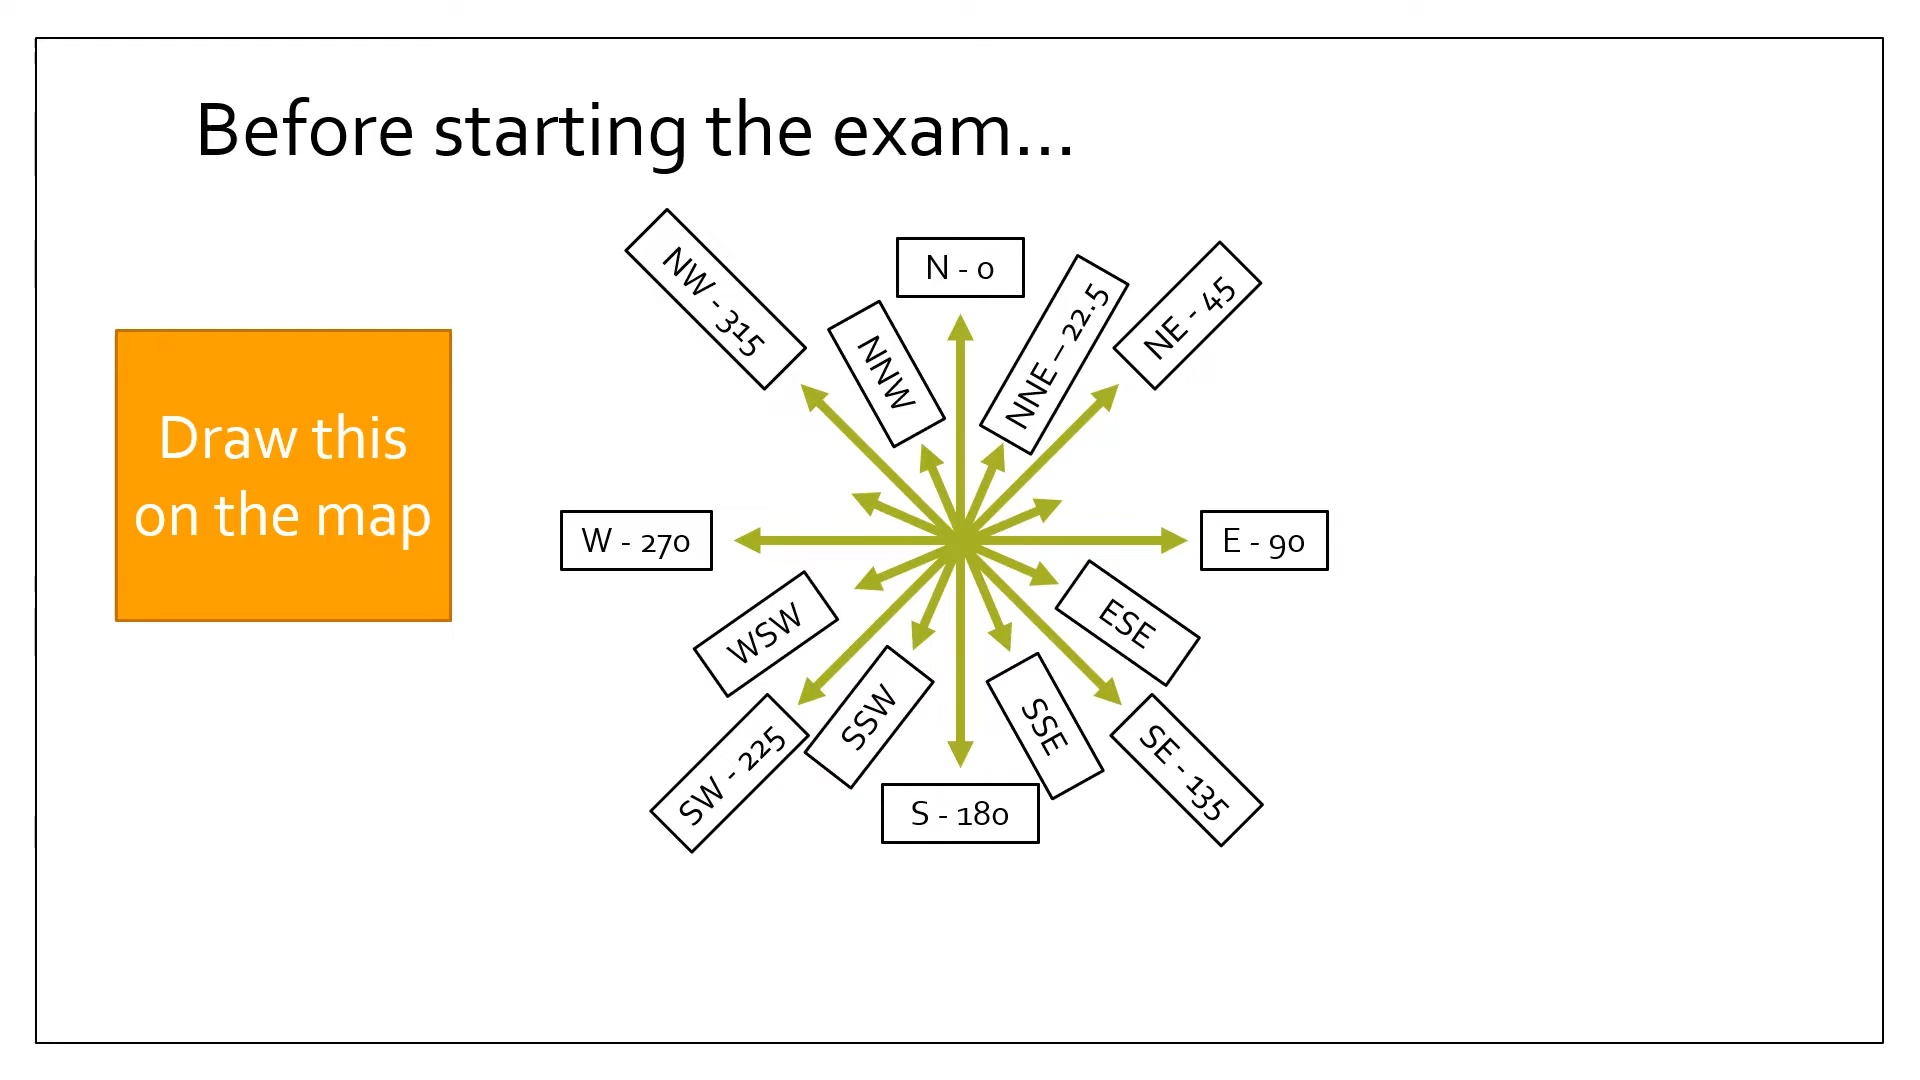 Before starting the exam...
Draw this
on the map
NW - 315
N - 0
NE - 45
NNW
NNE – 22.5
W - 270
E - 90
WSW
ESE
SW - 225
SSW
SSE
SE - 135
S - 180